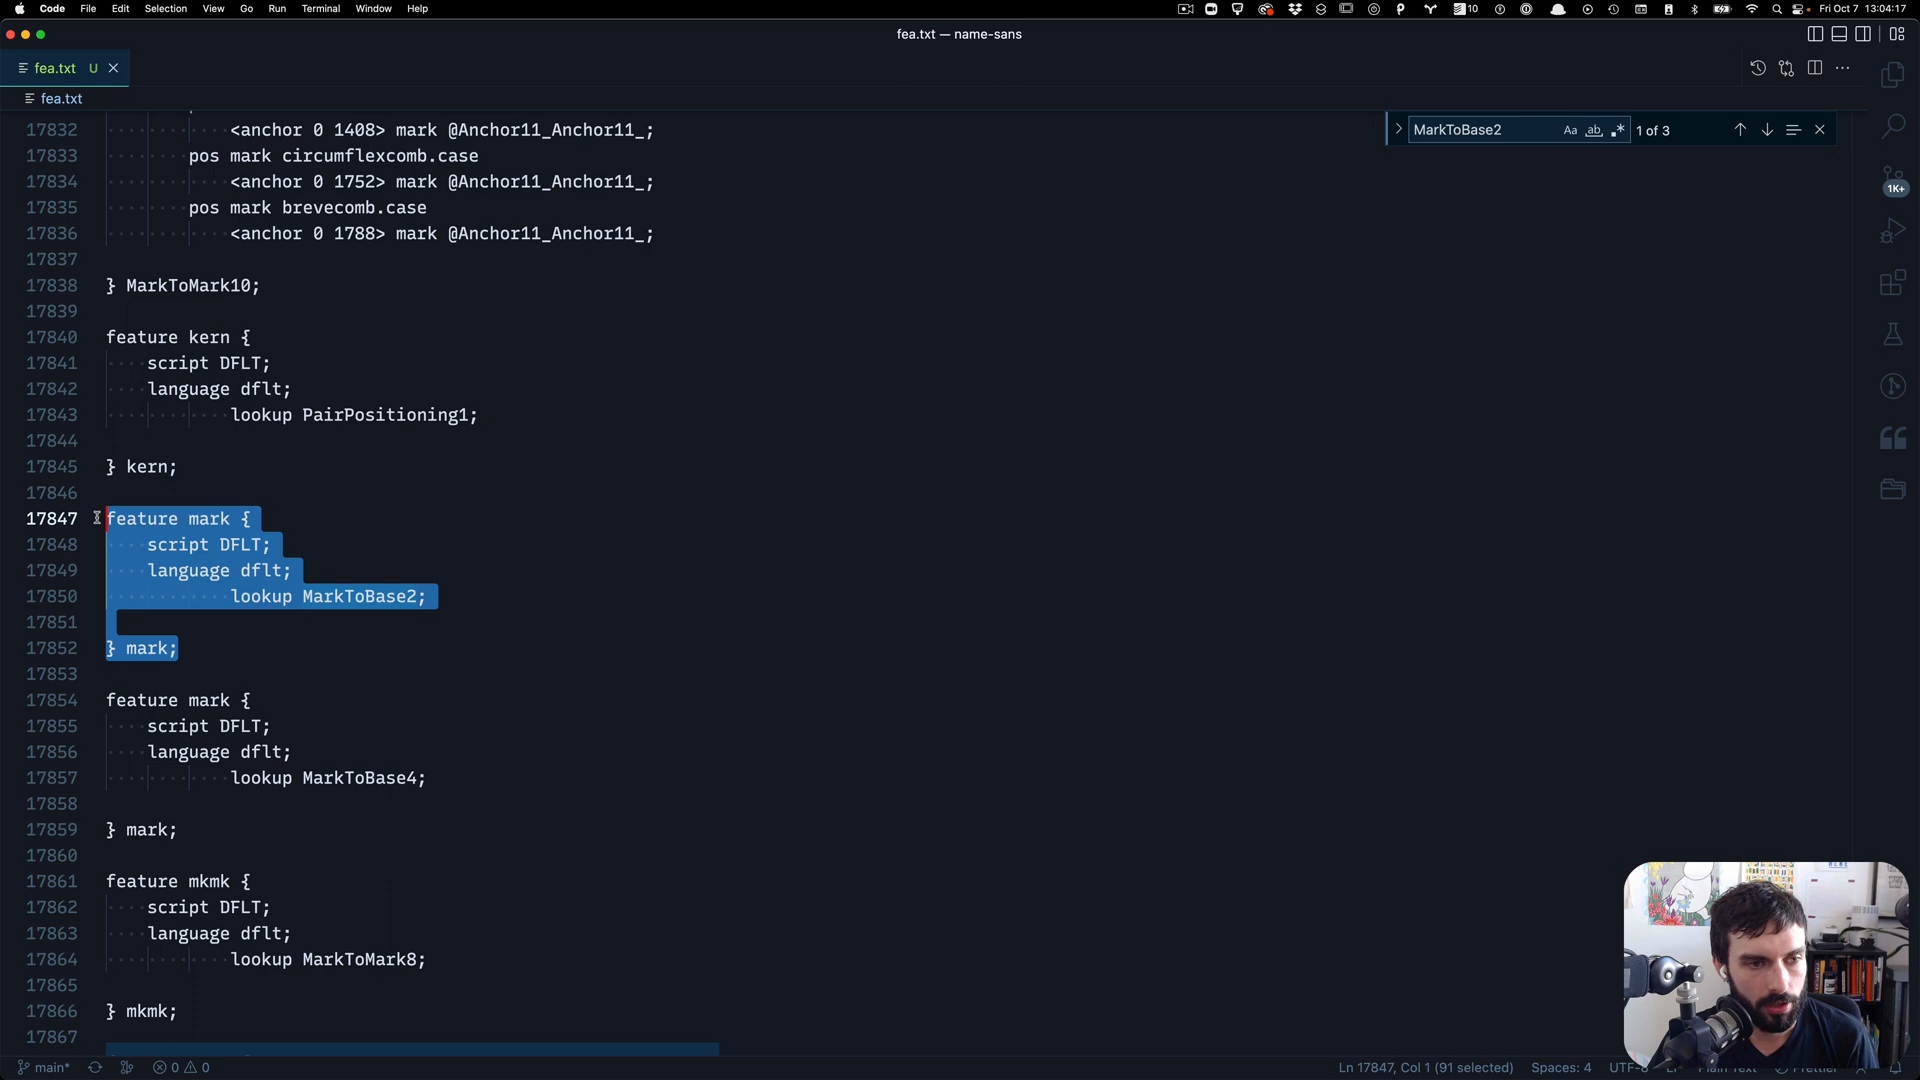 Code File Edit Selection View Go Run Terminal Window Help
10
Fri Oct 7 13:04:17
fea.txt — name-sans
fea.txt U
fea.txt
MarkToBase2
Aa ab
1 of 3
1K+
17832 <anchor 0 1408> mark @Anchor11_Anchor11_;
17833 pos mark circumflexcomb.case
17834 <anchor 0 1752> mark @Anchor11_Anchor11_;
17835 pos mark brevecomb.case
17836 <anchor 0 1788> mark @Anchor11_Anchor11_;
17837
17838 } MarkToMark10;
17839
17840 feature kern {
17841 script DFLT;
17842 language dflt;
17843 lookup PairPositioning1;
17844
17845 } kern;
17846
17847 feature mark {
17848 script DFLT;
17849 language dflt;
17850 lookup MarkToBase2;
17851
17852 } mark;
17853
17854 feature mark {
17855 script DFLT;
17856 language dflt;
17857 lookup MarkToBase4;
17858
17859 } mark;
17860
17861 feature mkmk {
17862 script DFLT;
17863 language dflt;
17864 lookup MarkToMark8;
17865
17866 } mkmk;
17867
main* 0 0
Ln 17847, Col 1 (91 selected) Spaces: 4